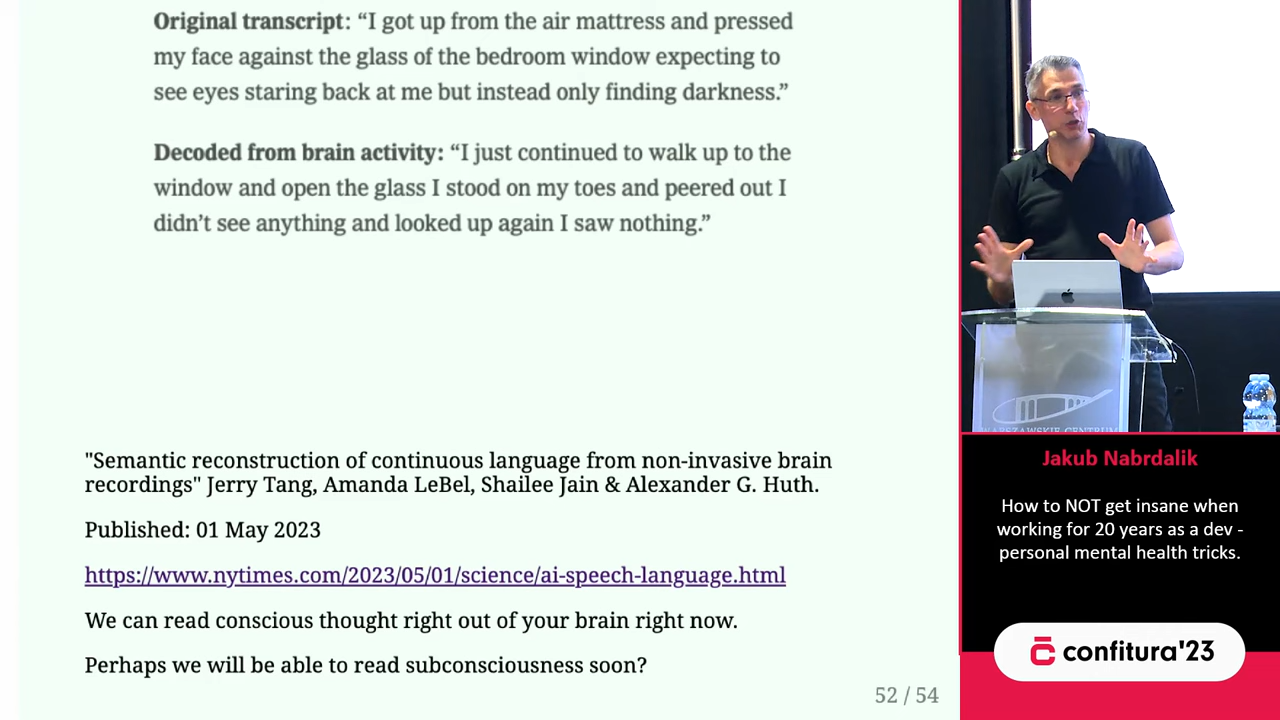 Original transcript: “I got up from the air mattress and pressed
my face against the glass of the bedroom window expecting to
see eyes staring back at me but instead only finding darkness.”
Decoded from brain activity: “I just continued to walk up to the
window and open the glass I stood on my toes and peered out I
didn’t see anything and looked up again I saw nothing.”
"Semantic reconstruction of continuous language from non-invasive brain
recordings" Jerry Tang, Amanda LeBel, Shailee Jain & Alexander G. Huth.
Published: 01 May 2023
https://www.nytimes.com/2023/05/01/science/ai-speech-language.html
We can read conscious thought right out of your brain right now.
Perhaps we will be able to read subconsciousness soon?
52 / 54
WARSZAWSKIE CENTRUM
Jakub Nabrdalik
How to NOT get insane when
working for 20 years as a dev -
personal mental health tricks.
confitura'23